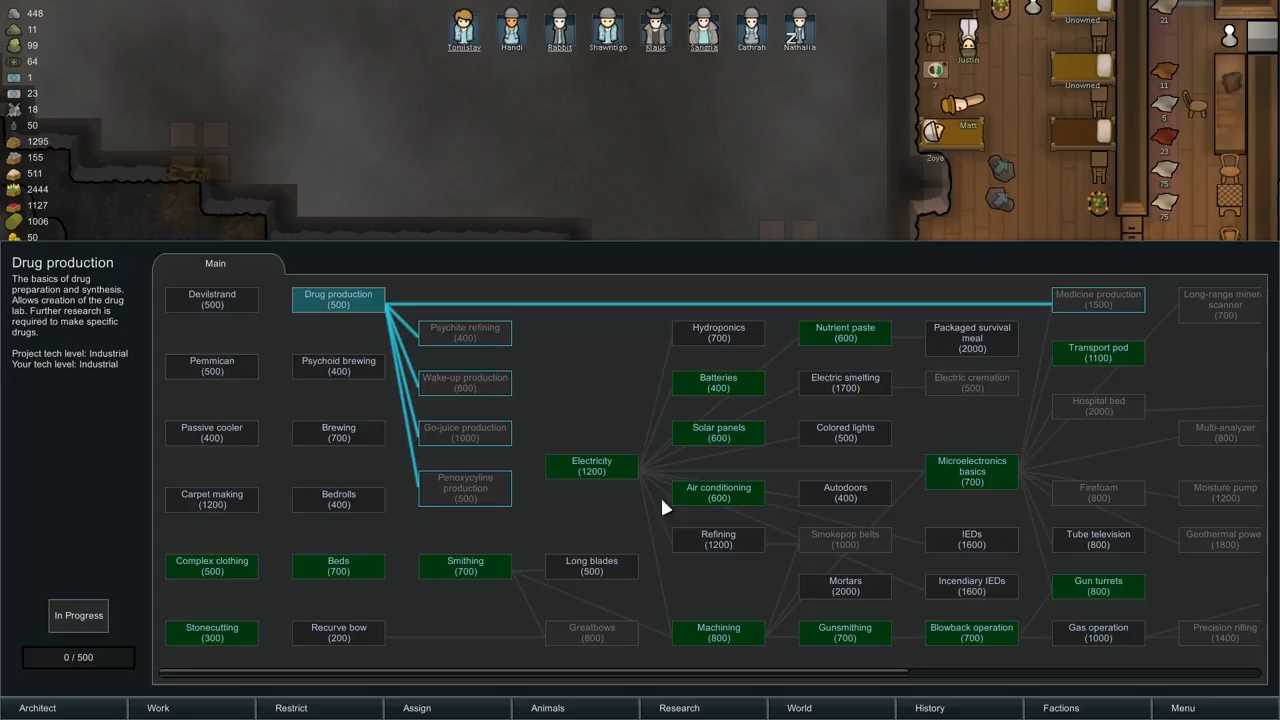 448
11
99
64
1
23
18
50
1295
155
511
2444
1127
1006
50
Tomislav
Handi
Rabbit
Shawntigo
Klaus
Sangria
Cathrah
Z
Nathalia
Justin
7
Matt
Zoya
Unowned
Unowned
21
11
5
23
75
75
Drug production
The basics of drug
preparation and synthesis.
Allows creation of the drug
lab. Further research is
required to make specific
drugs.
Project tech level: Industrial
Your tech level: Industrial
In Progress
0 / 500
Main
Devilstrand
(500)
Drug production
(500)
Medicine production
(1500)
Long-range miner
scanner
(700)
Psychite refining
(400)
Hydroponics
(700)
Nutrient paste
(600)
Packaged survival
meal
(2000)
Transport pod
(1100)
Pemmican
(500)
Psychoid brewing
(400)
Wake-up production
(600)
Batteries
(400)
Electric smelting
(1700)
Electric cremation
(500)
Hospital bed
(2000)
Passive cooler
(400)
Brewing
(700)
Go-juice production
(1000)
Solar panels
(600)
Colored lights
(500)
Multi-analyzer
(800)
Electricity
(1200)
Microelectronics
basics
(700)
Carpet making
(1200)
Bedrolls
(400)
Penoxycyline
production
(500)
Air conditioning
(600)
Autodoors
(400)
Firefoam
(800)
Moisture pump
(1200)
Refining
(1200)
Smokepop belts
(1000)
IEDs
(1600)
Tube television
(800)
Geothermal powe
(1800)
Complex clothing
(500)
Beds
(700)
Smithing
(700)
Long blades
(500)
Mortars
(2000)
Incendiary IEDs
(1600)
Gun turrets
(800)
Stonecutting
(300)
Recurve bow
(200)
Greatbows
(800)
Machining
(800)
Gunsmithing
(700)
Blowback operation
(700)
Gas operation
(1000)
Precision rifling
(1400)
Architect
Work
Restrict
Assign
Animals
Research
World
History
Factions
Menu